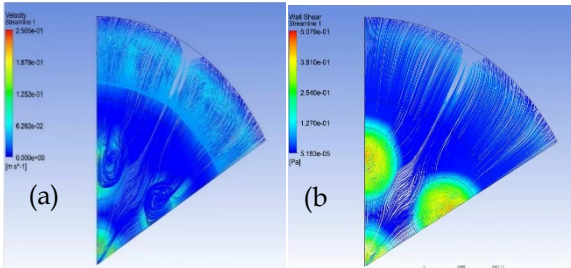 Velocity
Streamline 1
2.505e-01
1.879e-01
1.252e-01
6.262e-02
0.000e+00
[m s^-1]
(a)
Wall Shear
Streamline 1
5.079e-01
3.810e-01
2.540e-01
1.270e-01
5.183e-05
[Pa]
(b)